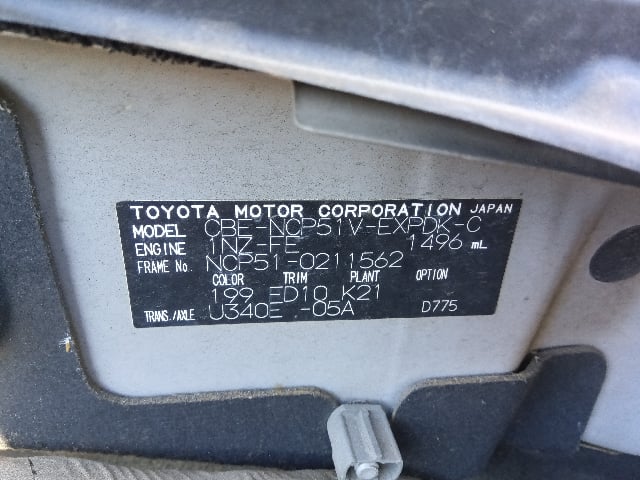 TOYOTA MOTOR CORPORATION JAPAN
MODEL CBE-NCP51V-EXPDK-C
ENGINE 1NZ-FE 1496 mL
FRAME No. NCP51-0211562
COLOR TRIM PLANT OPTION
199 ED10 K21
TRANS./AXLE U340E -05A D775